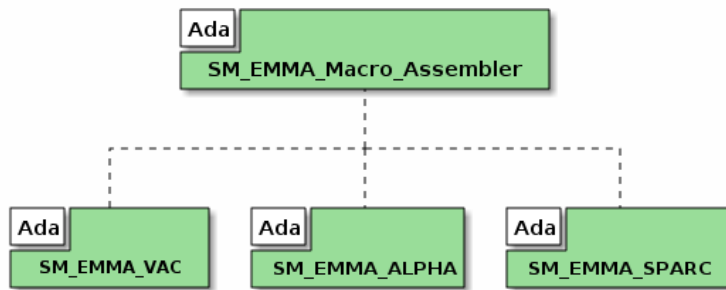 Ada
SM_EMMA_Macro_Assembler
Ada
SM_EMMA_VAC
Ada
SM_EMMA_ALPHA
Ada
SM_EMMA_SPARC